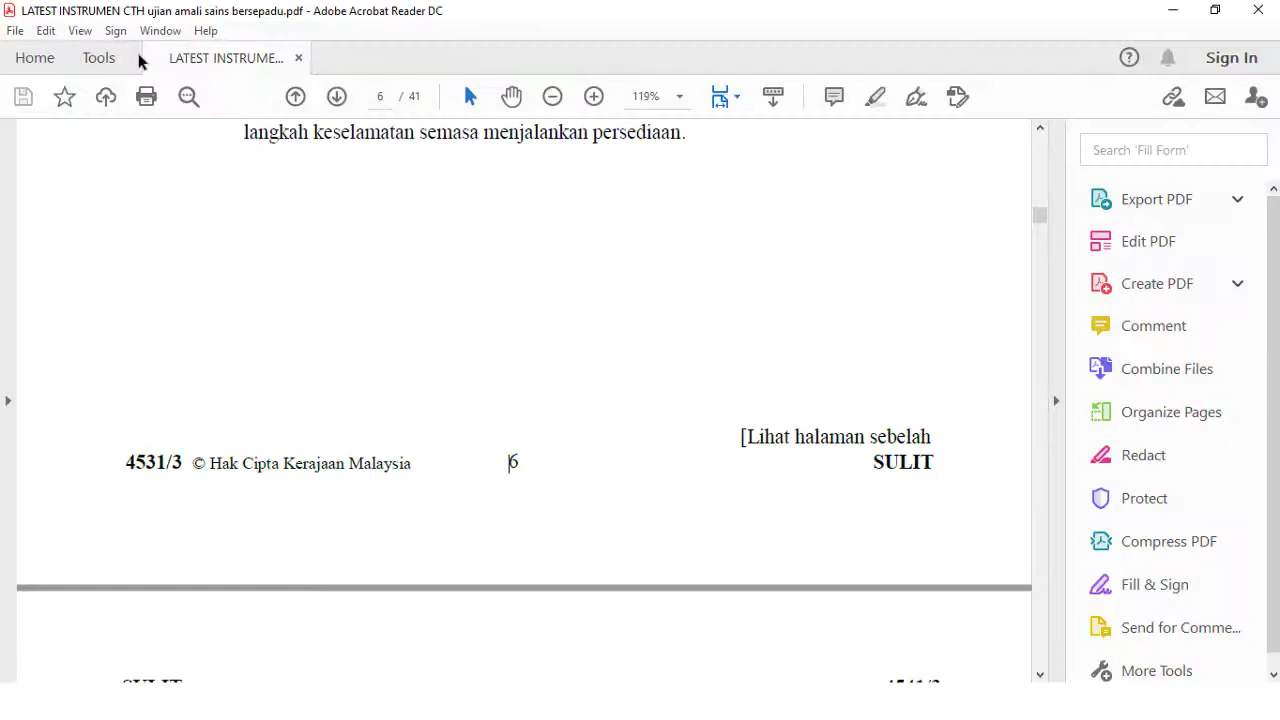 LATEST INSTRUMEN CTH ujian amali sains bersepadu.pdf - Adobe Acrobat Reader DC
File Edit View Sign Window Help
Home Tools LATEST INSTRUME... Sign In
6 / 41 119%
langkah keselamatan semasa menjalankan persediaan.
[Lihat halaman sebelah
4531/3 © Hak Cipta Kerajaan Malaysia 6 SULIT
Search 'Fill Form'
Export PDF
Edit PDF
Create PDF
Comment
Combine Files
Organize Pages
Redact
Protect
Compress PDF
Fill & Sign
Send for Comme...
More Tools